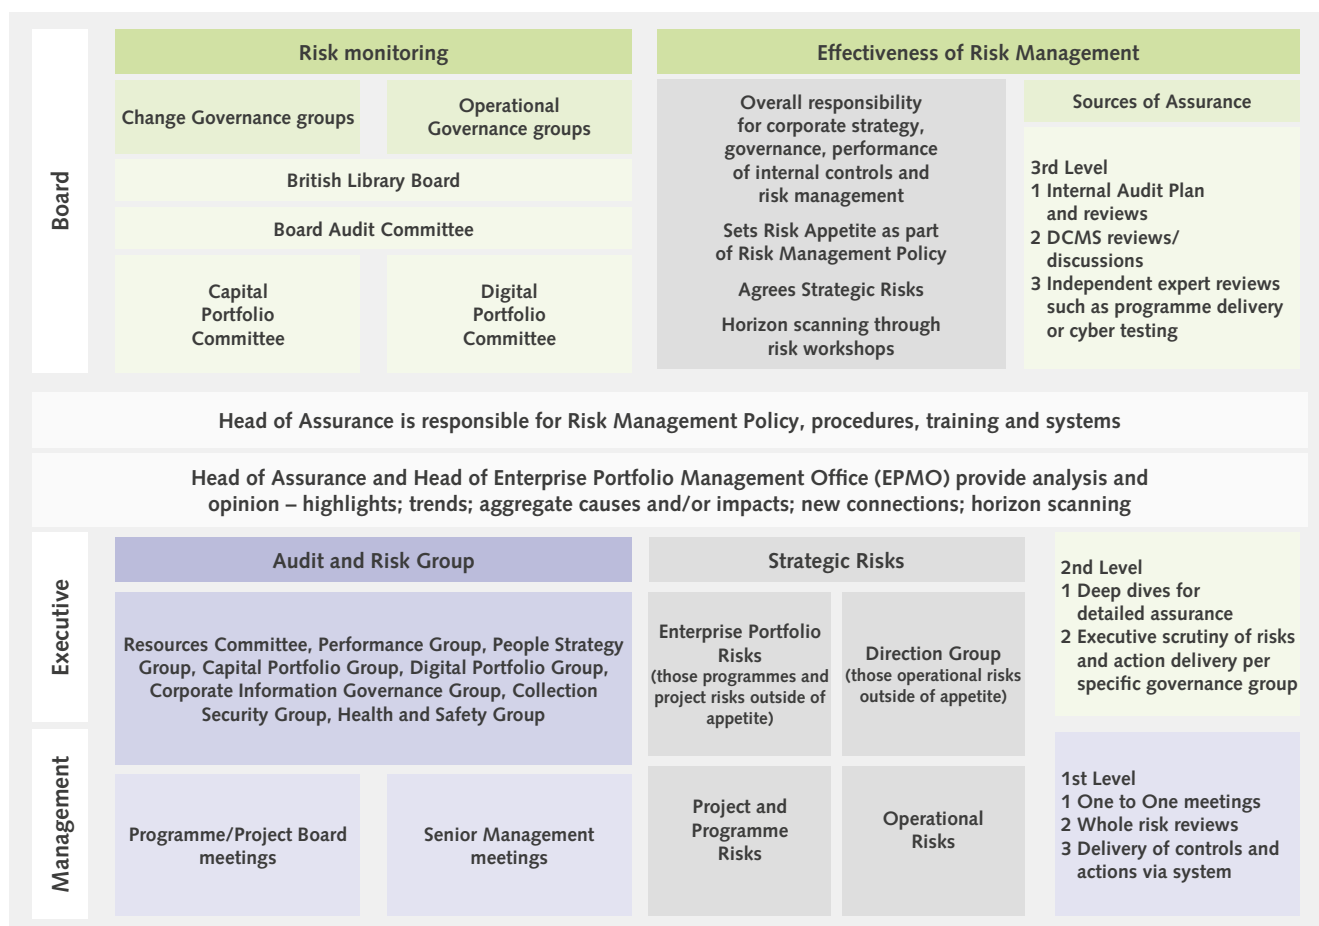 Board
Risk monitoring
Change Governance groups
Operational
Governance groups
British Library Board
Board Audit Committee
Capital
Portfolio
Committee
Digital
Portfolio
Committee
Effectiveness of Risk Management
Overall responsibility
for corporate strategy,
governance, performance
of internal controls and
risk management
Sets Risk Appetite as part
of Risk Management Policy
Agrees Strategic Risks
Horizon scanning through
risk workshops
Sources of Assurance
3rd Level
1 Internal Audit Plan
and reviews
2 DCMS reviews/
discussions
3 Independent expert reviews
such as programme delivery
or cyber testing
Head of Assurance is responsible for Risk Management Policy, procedures, training and systems
Head of Assurance and Head of Enterprise Portfolio Management Office (EPMO) provide analysis and
opinion – highlights; trends; aggregate causes and/or impacts; new connections; horizon scanning
Executive
Audit and Risk Group
Resources Committee, Performance Group, People Strategy
Group, Capital Portfolio Group, Digital Portfolio Group,
Corporate Information Governance Group, Collection
Security Group, Health and Safety Group
Strategic Risks
Enterprise Portfolio
Risks
(those programmes and
project risks outside of
appetite)
Direction Group
(those operational risks
outside of appetite)
2nd Level
1 Deep dives for
detailed assurance
2 Executive scrutiny of risks
and action delivery per
specific governance group
Management
Programme/Project Board
meetings
Senior Management
meetings
Project and
Programme
Risks
Operational
Risks
1st Level
1 One to One meetings
2 Whole risk reviews
3 Delivery of controls and
actions via system